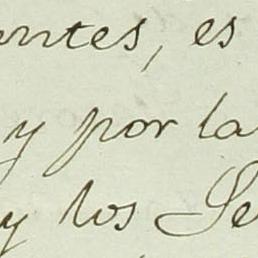 ntes, es
y por la
y los Se